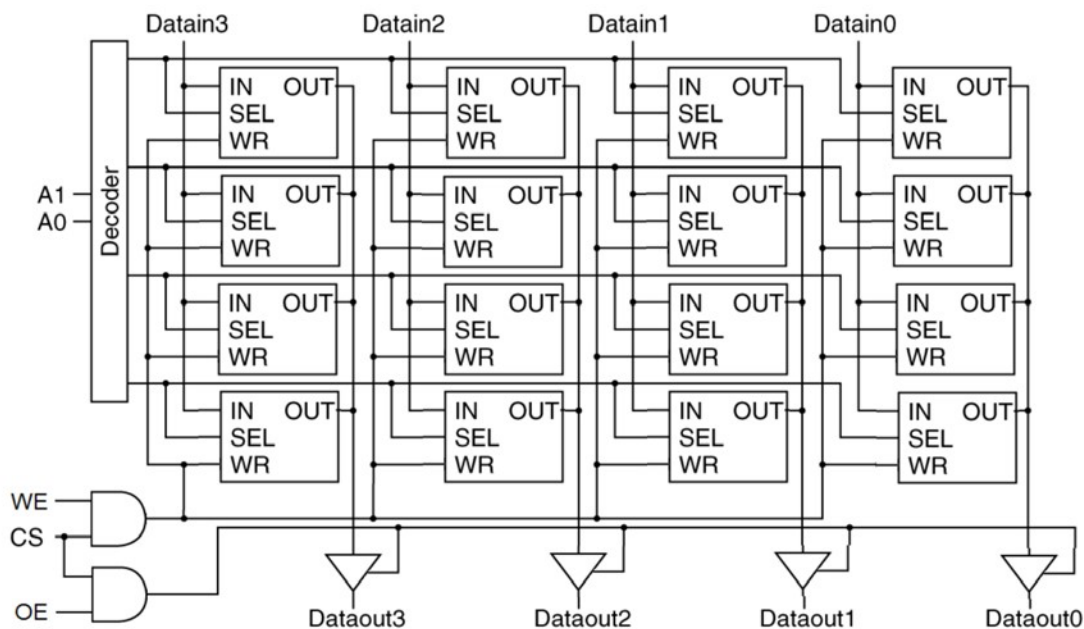 Datain3 Datain2 Datain1 Datain0
IN OUT IN OUT IN OUT IN OUT
SEL SEL SEL SEL
WR WR WR WR
A1
A0
Decoder
IN OUT IN OUT IN OUT IN OUT
SEL SEL SEL SEL
WR WR WR WR
IN OUT IN OUT IN OUT IN OUT
SEL SEL SEL SEL
WR WR WR WR
IN OUT IN OUT IN OUT IN OUT
SEL SEL SEL SEL
WR WR WR WR
WE
CS
OE
Dataout3 Dataout2 Dataout1 Dataout0